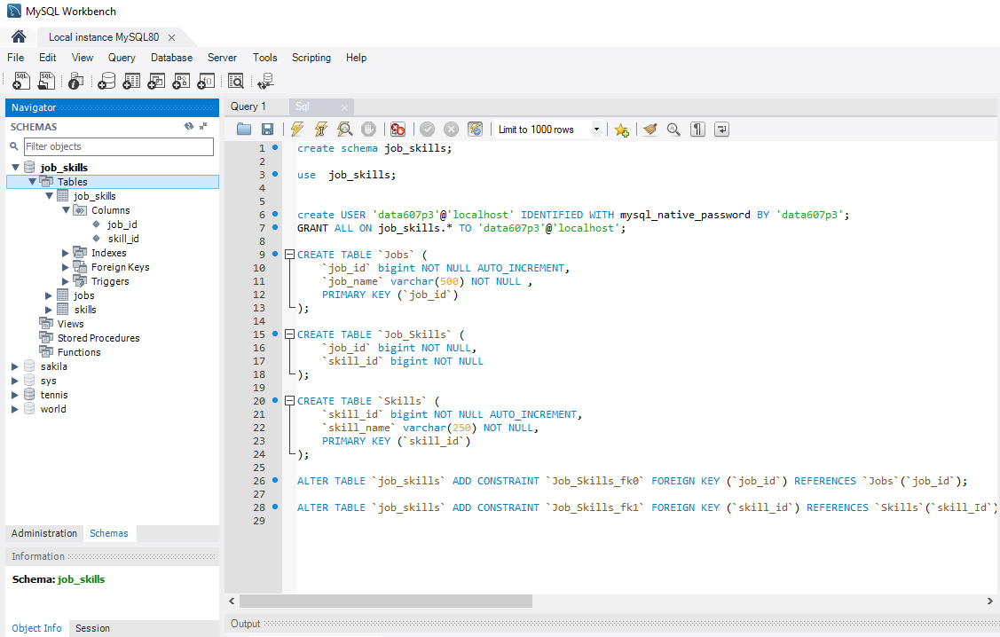 MySQL Workbench
Local instance MySQL80
File Edit View Query Database Server Tools Scripting Help
Navigator
SCHEMAS
Filter objects
job_skills
Tables
job_skills
Columns
job_id
skill_id
Indexes
Foreign Keys
Triggers
jobs
skills
Views
Stored Procedures
Functions
sakila
sys
tennis
world
Administration Schemas
Information
Schema: job_skills
Object Info Session
Query 1 Sql
Limit to 1000 rows
1 create schema job_skills;
2
3 use  job_skills;
4
5
6 create USER 'data607p3'@'localhost' IDENTIFIED WITH mysql_native_password BY 'data607p3';
7 GRANT ALL ON job_skills.* TO 'data607p3'@'localhost';
8
9 CREATE TABLE `Jobs` (
10     `job_id` bigint NOT NULL AUTO_INCREMENT,
11     `job_name` varchar(500) NOT NULL ,
12     PRIMARY KEY (`job_id`)
13 );
14
15 CREATE TABLE `Job_Skills` (
16     `job_id` bigint NOT NULL,
17     `skill_id` bigint NOT NULL
18 );
19
20 CREATE TABLE `Skills` (
21     `skill_id` bigint NOT NULL AUTO_INCREMENT,
22     `skill_name` varchar(250) NOT NULL,
23     PRIMARY KEY (`skill_id`)
24 );
25
26 ALTER TABLE `job_skills` ADD CONSTRAINT `Job_Skills_fk0` FOREIGN KEY (`job_id`) REFERENCES `Jobs`(`job_id`);
27
28 ALTER TABLE `job_skills` ADD CONSTRAINT `Job_Skills_fk1` FOREIGN KEY (`skill_id`) REFERENCES `Skills`(`skill_Id`)
29
Output